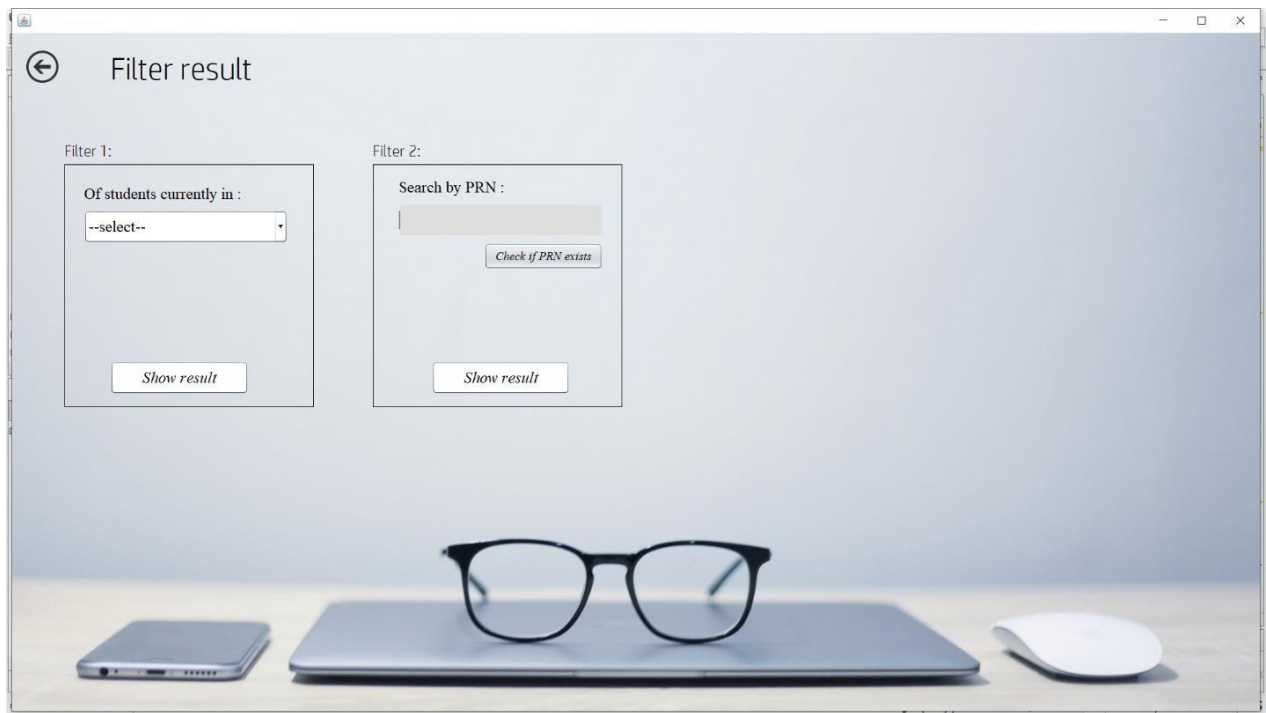 Filter result
Filter 1:
Of students currently in :
--select--
Show result
Filter 2:
Search by PRN :
Check if PRN exists
Show result